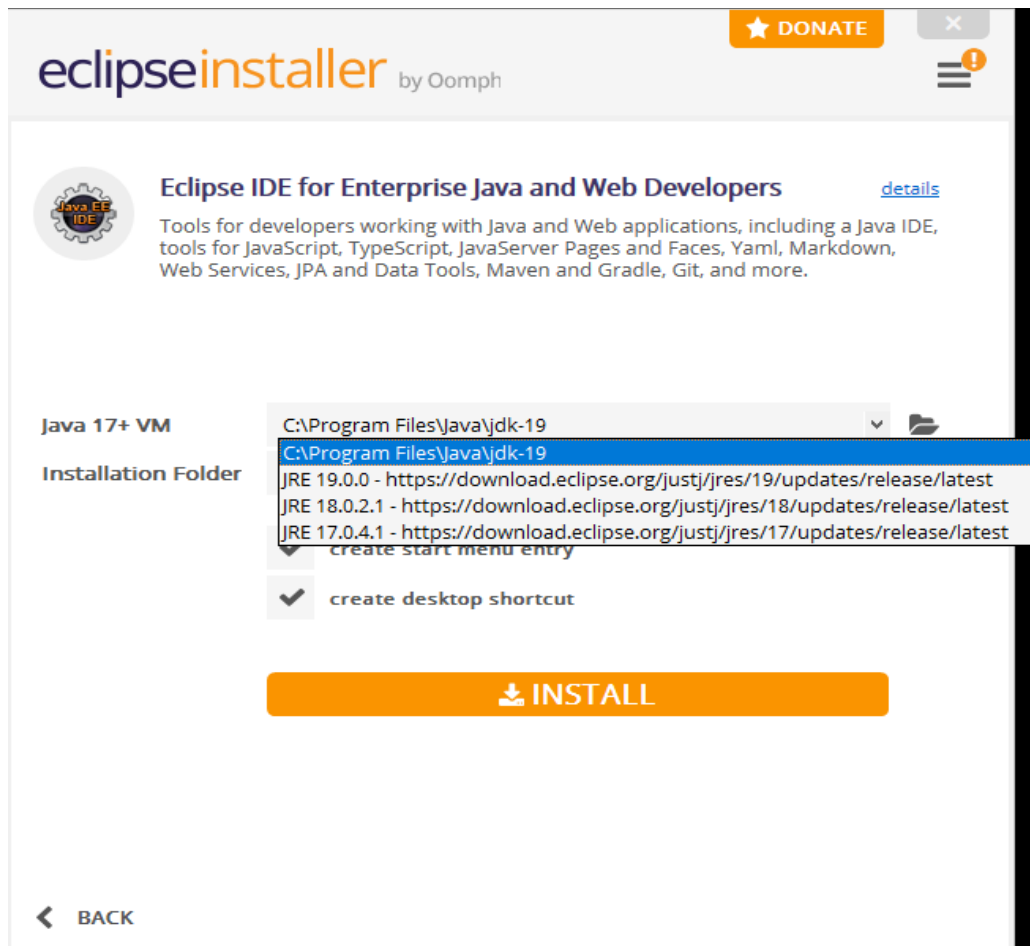 DONATE
eclipseinstaller by Oomph
Java EE
IDE
Eclipse IDE for Enterprise Java and Web Developers
details
Tools for developers working with Java and Web applications, including a Java IDE,
tools for JavaScript, TypeScript, JavaServer Pages and Faces, Yaml, Markdown,
Web Services, JPA and Data Tools, Maven and Gradle, Git, and more.
Java 17+ VM
C:\Program Files\Java\jdk-19
C:\Program Files\Java\jdk-19
Installation Folder
JRE 19.0.0 - https://download.eclipse.org/justj/jres/19/updates/release/latest
JRE 18.0.2.1 - https://download.eclipse.org/justj/jres/18/updates/release/latest
JRE 17.0.4.1 - https://download.eclipse.org/justj/jres/17/updates/release/latest
create start menu entry
create desktop shortcut
INSTALL
BACK